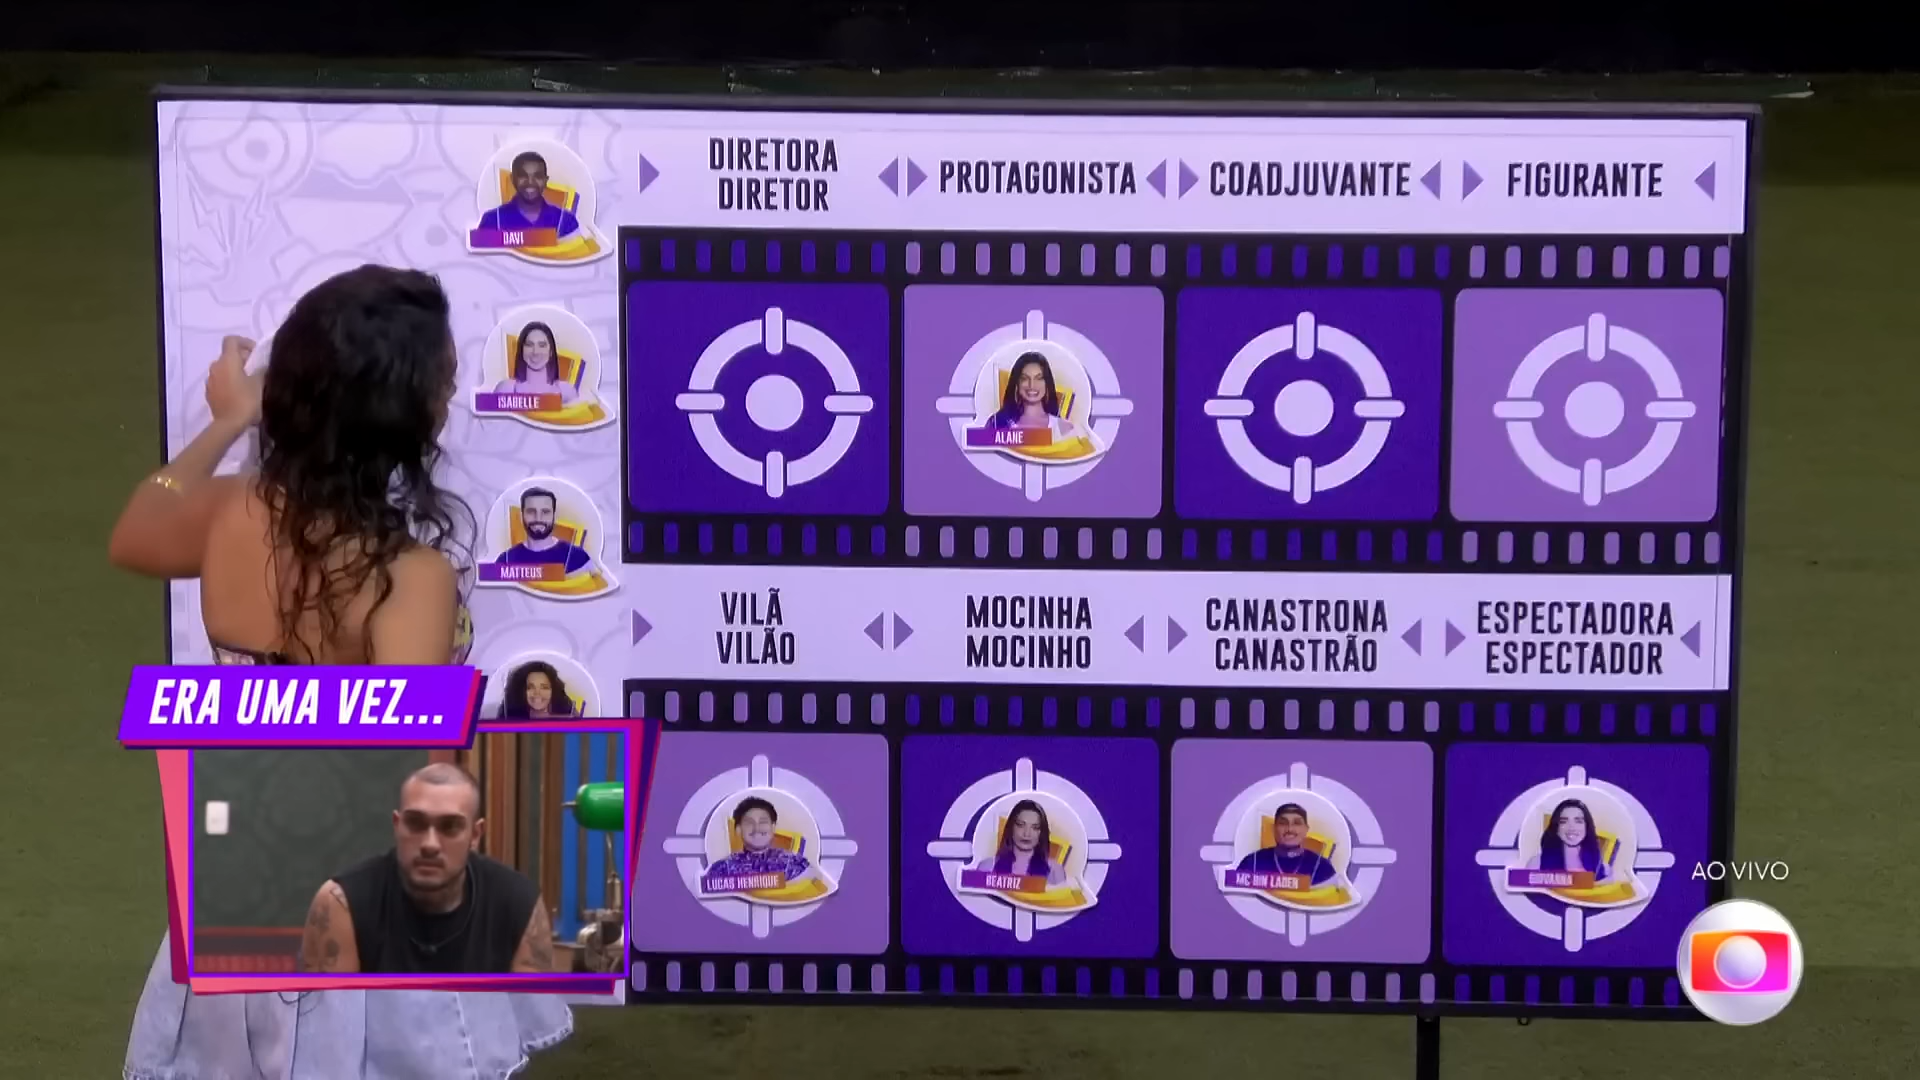 DIRETORA
DIRETOR
PROTAGONISTA
COADJUVANTE
FIGURANTE
DAVI
ISABELLE
ALANE
MATTEUS
VILÃ
VILÃO
MOCINHA
MOCINHO
CANASTRONA
CANASTRÃO
ESPECTADORA
ESPECTADOR
ERA UMA VEZ...
LUCAS HENRIQUE
BEATRIZ
MC BIN LADEN
GIOVANNA
AO VIVO